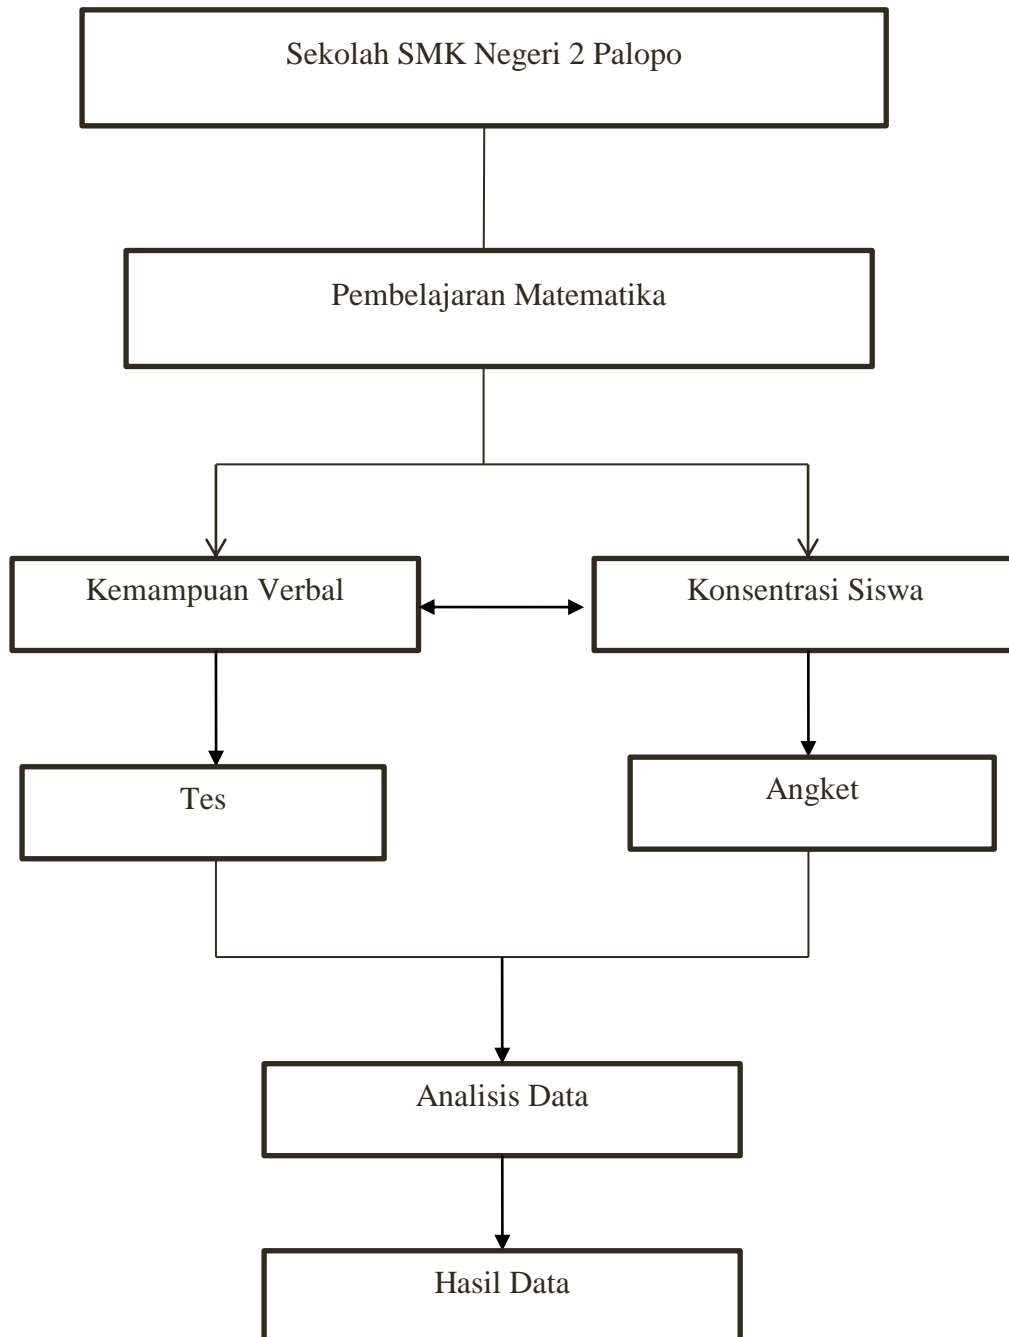 Sekolah SMK Negeri 2 Palopo
Pembelajaran Matematika
Kemampuan Verbal
Konsentrasi Siswa
Tes
Angket
Analisis Data
Hasil Data